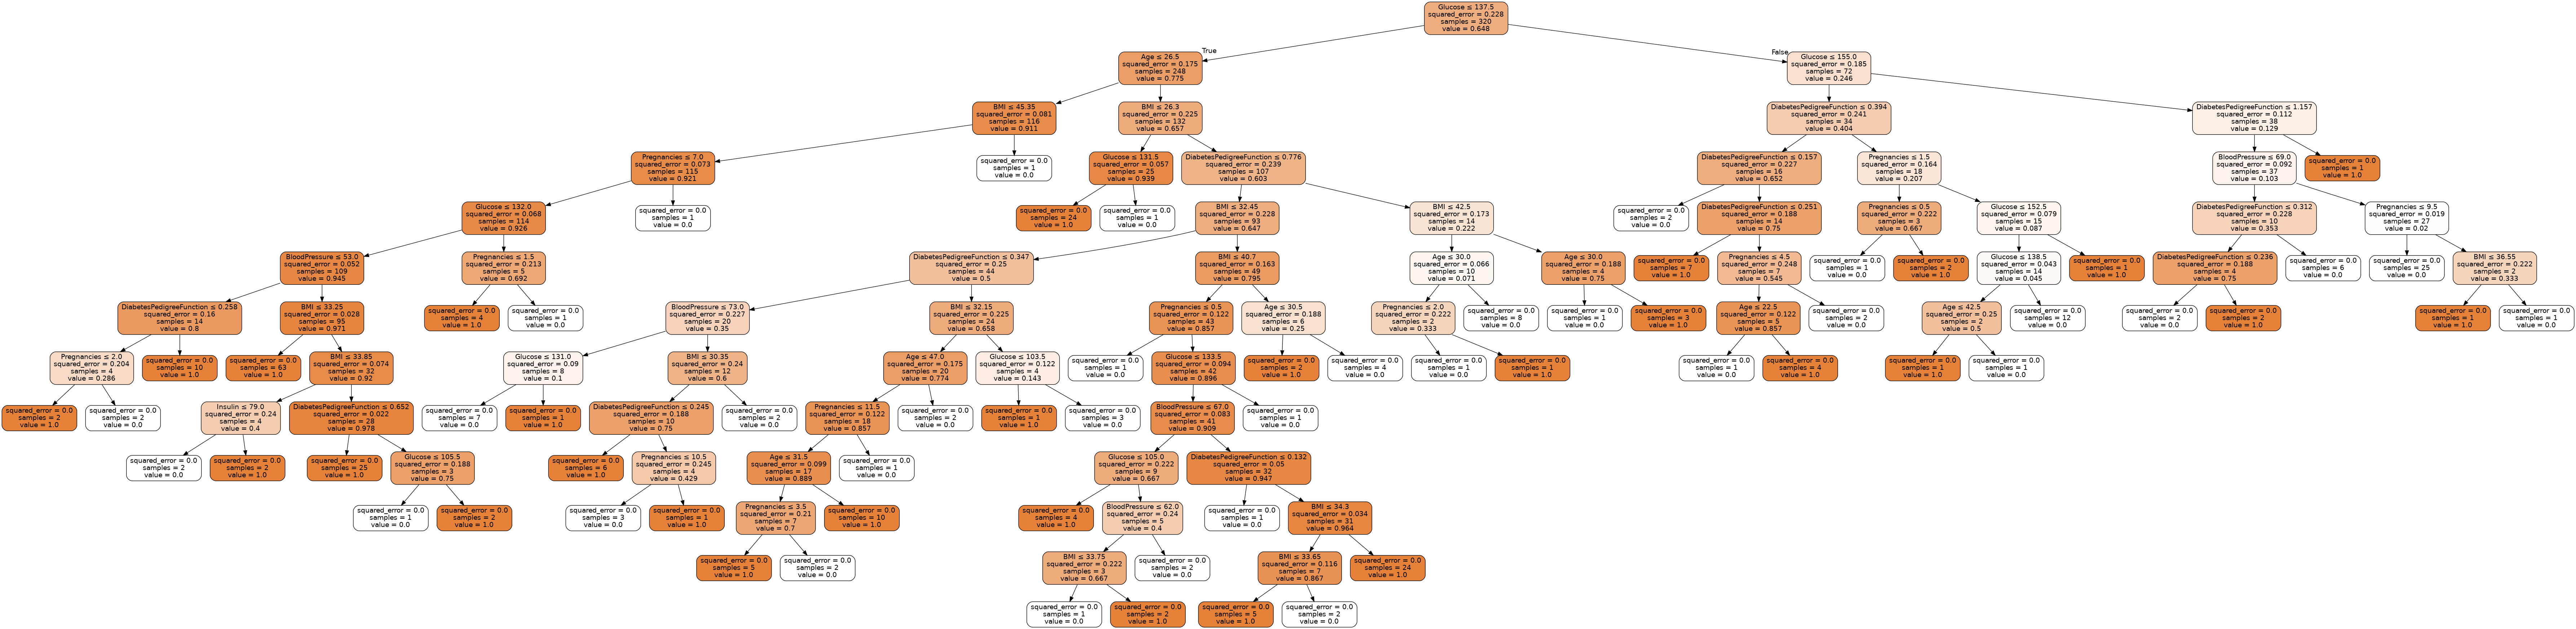 Glucose ≤ 137.5
squared_error = 0.228
samples = 320
value = 0.648
True
False
Age ≤ 26.5
squared_error = 0.175
samples = 248
value = 0.775
Glucose ≤ 155.0
squared_error = 0.185
samples = 72
value = 0.246
BMI ≤ 45.35
squared_error = 0.081
samples = 116
value = 0.911
BMI ≤ 26.3
squared_error = 0.225
samples = 132
value = 0.657
DiabetesPedigreeFunction ≤ 0.394
squared_error = 0.241
samples = 34
value = 0.404
DiabetesPedigreeFunction ≤ 1.157
squared_error = 0.112
samples = 38
value = 0.129
Pregnancies ≤ 7.0
squared_error = 0.073
samples = 115
value = 0.921
squared_error = 0.0
samples = 1
value = 0.0
Glucose ≤ 131.5
squared_error = 0.057
samples = 25
value = 0.939
DiabetesPedigreeFunction ≤ 0.776
squared_error = 0.239
samples = 107
value = 0.603
DiabetesPedigreeFunction ≤ 0.157
squared_error = 0.227
samples = 16
value = 0.652
Pregnancies ≤ 1.5
squared_error = 0.164
samples = 18
value = 0.207
BloodPressure ≤ 69.0
squared_error = 0.092
samples = 37
value = 0.103
squared_error = 0.0
samples = 1
value = 1.0
Glucose ≤ 132.0
squared_error = 0.068
samples = 114
value = 0.926
squared_error = 0.0
samples = 1
value = 0.0
squared_error = 0.0
samples = 24
value = 1.0
squared_error = 0.0
samples = 1
value = 0.0
BMI ≤ 32.45
squared_error = 0.228
samples = 93
value = 0.647
BMI ≤ 42.5
squared_error = 0.173
samples = 14
value = 0.222
squared_error = 0.0
samples = 2
value = 0.0
DiabetesPedigreeFunction ≤ 0.251
squared_error = 0.188
samples = 14
value = 0.75
Pregnancies ≤ 0.5
squared_error = 0.222
samples = 3
value = 0.667
Glucose ≤ 152.5
squared_error = 0.079
samples = 15
value = 0.087
DiabetesPedigreeFunction ≤ 0.312
squared_error = 0.228
samples = 10
value = 0.353
Pregnancies ≤ 9.5
squared_error = 0.019
samples = 27
value = 0.02
BloodPressure ≤ 53.0
squared_error = 0.052
samples = 109
value = 0.945
Pregnancies ≤ 1.5
squared_error = 0.213
samples = 5
value = 0.692
DiabetesPedigreeFunction ≤ 0.347
squared_error = 0.25
samples = 44
value = 0.5
BMI ≤ 40.7
squared_error = 0.163
samples = 49
value = 0.795
Age ≤ 30.0
squared_error = 0.066
samples = 10
value = 0.071
Age ≤ 30.0
squared_error = 0.188
samples = 4
value = 0.75
squared_error = 0.0
samples = 7
value = 1.0
Pregnancies ≤ 4.5
squared_error = 0.248
samples = 7
value = 0.545
squared_error = 0.0
samples = 1
value = 0.0
squared_error = 0.0
samples = 2
value = 1.0
Glucose ≤ 138.5
squared_error = 0.043
samples = 14
value = 0.045
squared_error = 0.0
samples = 1
value = 1.0
DiabetesPedigreeFunction ≤ 0.236
squared_error = 0.188
samples = 4
value = 0.75
squared_error = 0.0
samples = 6
value = 0.0
squared_error = 0.0
samples = 25
value = 0.0
BMI ≤ 36.55
squared_error = 0.222
samples = 2
value = 0.333
DiabetesPedigreeFunction ≤ 0.258
squared_error = 0.16
samples = 14
value = 0.8
BMI ≤ 33.25
squared_error = 0.028
samples = 95
value = 0.971
squared_error = 0.0
samples = 4
value = 1.0
squared_error = 0.0
samples = 1
value = 0.0
BloodPressure ≤ 73.0
squared_error = 0.227
samples = 20
value = 0.35
BMI ≤ 32.15
squared_error = 0.225
samples = 24
value = 0.658
Pregnancies ≤ 0.5
squared_error = 0.122
samples = 43
value = 0.857
Age ≤ 30.5
squared_error = 0.188
samples = 6
value = 0.25
Pregnancies ≤ 2.0
squared_error = 0.222
samples = 2
value = 0.333
squared_error = 0.0
samples = 8
value = 0.0
squared_error = 0.0
samples = 1
value = 0.0
squared_error = 0.0
samples = 3
value = 1.0
Age ≤ 22.5
squared_error = 0.122
samples = 5
value = 0.857
squared_error = 0.0
samples = 2
value = 0.0
Age ≤ 42.5
squared_error = 0.25
samples = 2
value = 0.5
squared_error = 0.0
samples = 12
value = 0.0
squared_error = 0.0
samples = 2
value = 0.0
squared_error = 0.0
samples = 2
value = 1.0
squared_error = 0.0
samples = 1
value = 1.0
squared_error = 0.0
samples = 1
value = 0.0
Pregnancies ≤ 2.0
squared_error = 0.204
samples = 4
value = 0.286
squared_error = 0.0
samples = 10
value = 1.0
squared_error = 0.0
samples = 63
value = 1.0
BMI ≤ 33.85
squared_error = 0.074
samples = 32
value = 0.92
Glucose ≤ 131.0
squared_error = 0.09
samples = 8
value = 0.1
BMI ≤ 30.35
squared_error = 0.24
samples = 12
value = 0.6
Age ≤ 47.0
squared_error = 0.175
samples = 20
value = 0.774
Glucose ≤ 103.5
squared_error = 0.122
samples = 4
value = 0.143
squared_error = 0.0
samples = 1
value = 0.0
Glucose ≤ 133.5
squared_error = 0.094
samples = 42
value = 0.896
squared_error = 0.0
samples = 2
value = 1.0
squared_error = 0.0
samples = 4
value = 0.0
squared_error = 0.0
samples = 1
value = 0.0
squared_error = 0.0
samples = 1
value = 1.0
squared_error = 0.0
samples = 1
value = 0.0
squared_error = 0.0
samples = 4
value = 1.0
squared_error = 0.0
samples = 1
value = 1.0
squared_error = 0.0
samples = 1
value = 0.0
squared_error = 0.0
samples = 2
value = 1.0
squared_error = 0.0
samples = 2
value = 0.0
Insulin ≤ 79.0
squared_error = 0.24
samples = 4
value = 0.4
DiabetesPedigreeFunction ≤ 0.652
squared_error = 0.022
samples = 28
value = 0.978
squared_error = 0.0
samples = 7
value = 0.0
squared_error = 0.0
samples = 1
value = 1.0
DiabetesPedigreeFunction ≤ 0.245
squared_error = 0.188
samples = 10
value = 0.75
squared_error = 0.0
samples = 2
value = 0.0
Pregnancies ≤ 11.5
squared_error = 0.122
samples = 18
value = 0.857
squared_error = 0.0
samples = 2
value = 0.0
squared_error = 0.0
samples = 1
value = 1.0
squared_error = 0.0
samples = 3
value = 0.0
BloodPressure ≤ 67.0
squared_error = 0.083
samples = 41
value = 0.909
squared_error = 0.0
samples = 1
value = 0.0
squared_error = 0.0
samples = 2
value = 0.0
squared_error = 0.0
samples = 2
value = 1.0
squared_error = 0.0
samples = 25
value = 1.0
Glucose ≤ 105.5
squared_error = 0.188
samples = 3
value = 0.75
squared_error = 0.0
samples = 6
value = 1.0
Pregnancies ≤ 10.5
squared_error = 0.245
samples = 4
value = 0.429
Age ≤ 31.5
squared_error = 0.099
samples = 17
value = 0.889
squared_error = 0.0
samples = 1
value = 0.0
Glucose ≤ 105.0
squared_error = 0.222
samples = 9
value = 0.667
DiabetesPedigreeFunction ≤ 0.132
squared_error = 0.05
samples = 32
value = 0.947
squared_error = 0.0
samples = 1
value = 0.0
squared_error = 0.0
samples = 2
value = 1.0
squared_error = 0.0
samples = 3
value = 0.0
squared_error = 0.0
samples = 1
value = 1.0
Pregnancies ≤ 3.5
squared_error = 0.21
samples = 7
value = 0.7
squared_error = 0.0
samples = 10
value = 1.0
squared_error = 0.0
samples = 4
value = 1.0
BloodPressure ≤ 62.0
squared_error = 0.24
samples = 5
value = 0.4
squared_error = 0.0
samples = 1
value = 0.0
BMI ≤ 34.3
squared_error = 0.034
samples = 31
value = 0.964
squared_error = 0.0
samples = 5
value = 1.0
squared_error = 0.0
samples = 2
value = 0.0
BMI ≤ 33.75
squared_error = 0.222
samples = 3
value = 0.667
squared_error = 0.0
samples = 2
value = 0.0
BMI ≤ 33.65
squared_error = 0.116
samples = 7
value = 0.867
squared_error = 0.0
samples = 24
value = 1.0
squared_error = 0.0
samples = 1
value = 0.0
squared_error = 0.0
samples = 2
value = 1.0
squared_error = 0.0
samples = 5
value = 1.0
squared_error = 0.0
samples = 2
value = 0.0